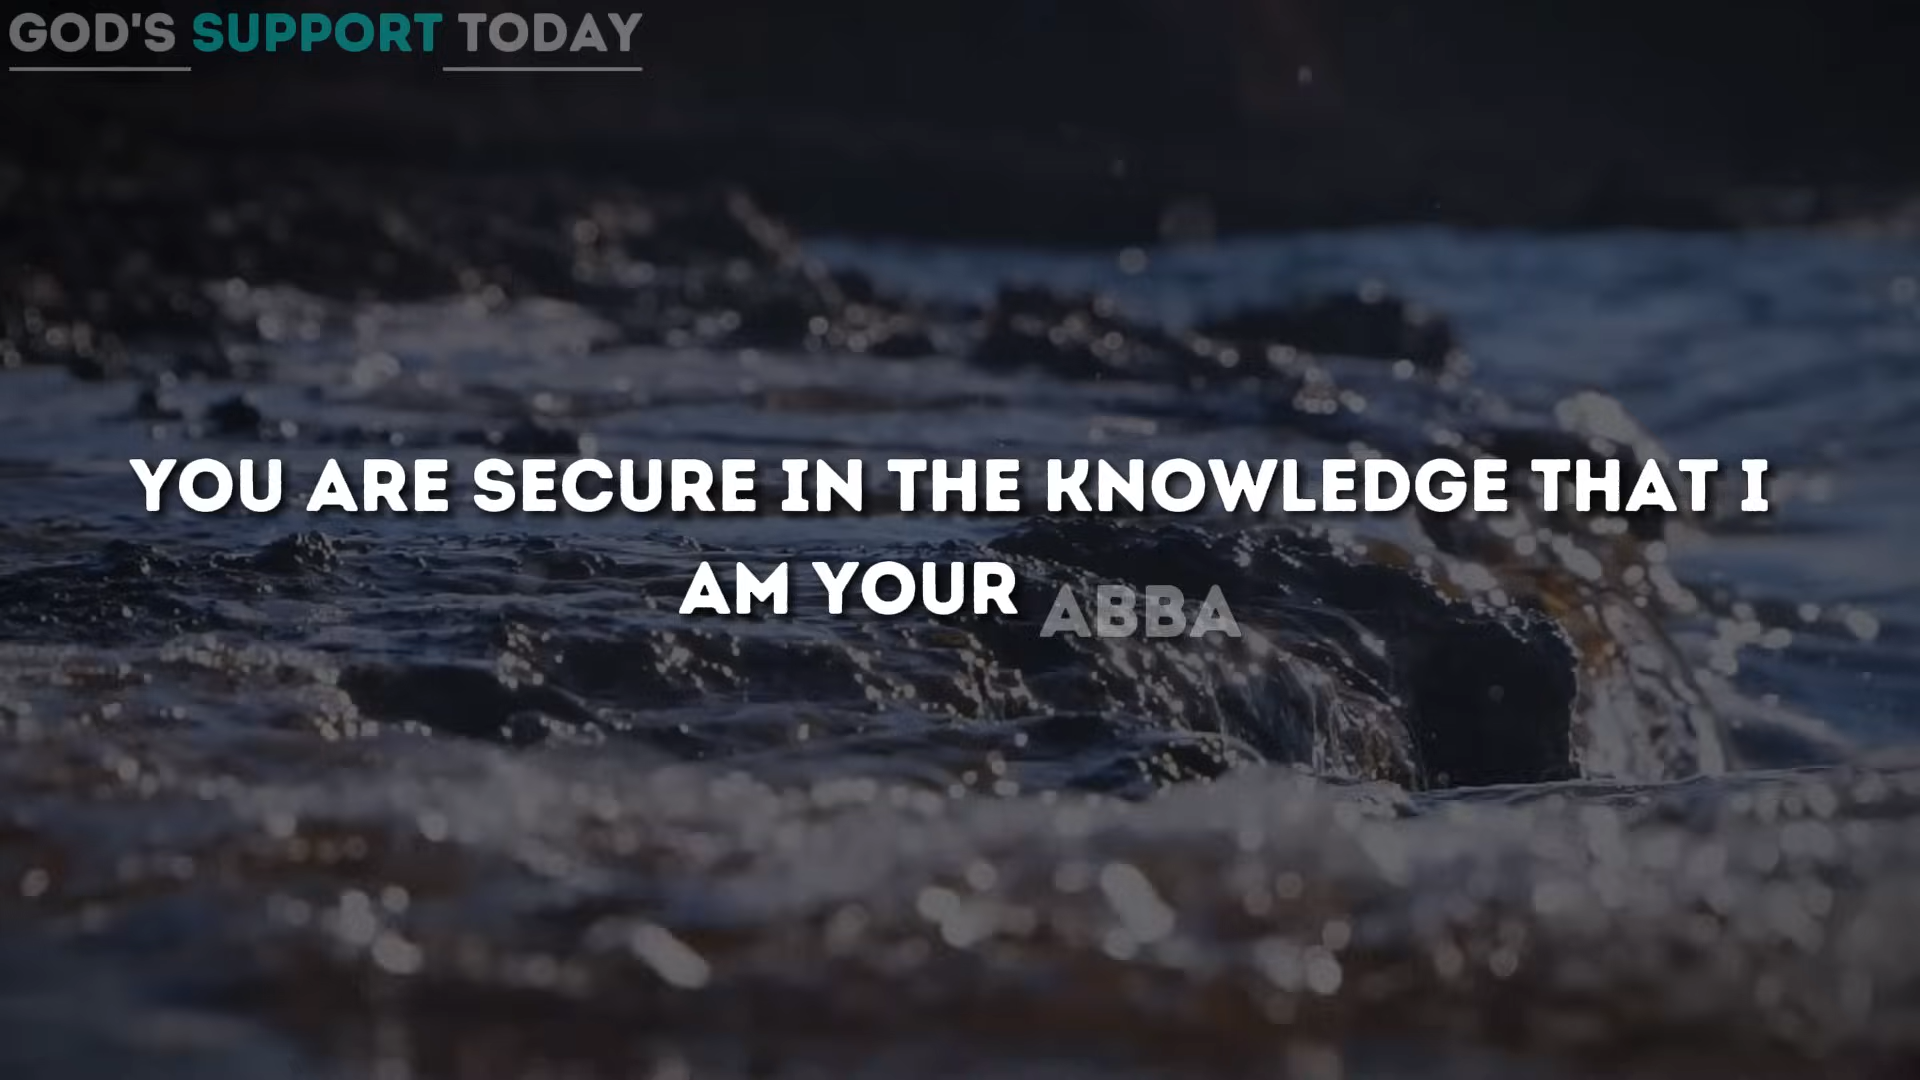 GOD'S SUPPORT TODAY
YOU ARE SECURE IN THE KNOWLEDGE THAT I
AM YOUR ABBA